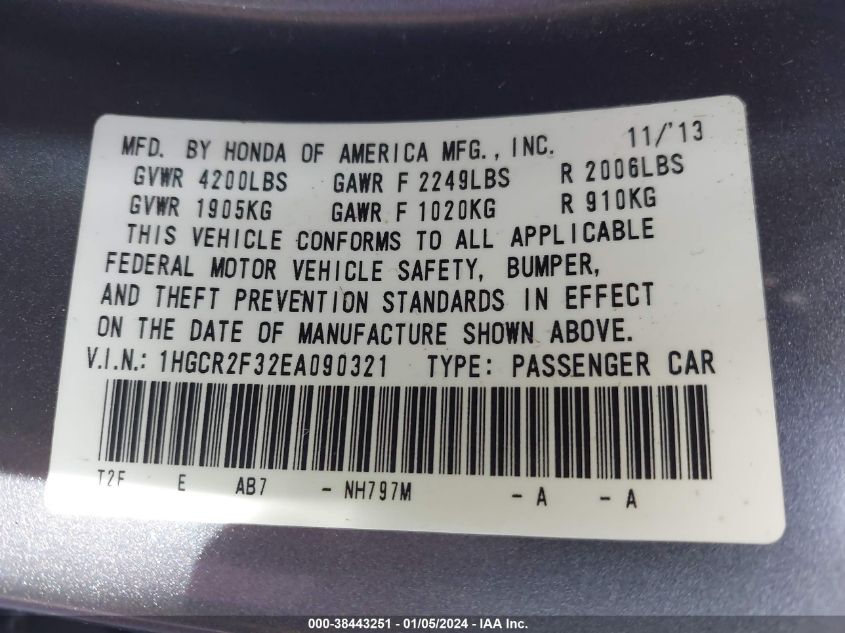 MFD. BY HONDA OF AMERICA MFG., INC. 11/'13
GVWR 4200LBS GAWR F 2249LBS R 2006LBS
GVWR 1905KG GAWR F 1020KG R 910KG
THIS VEHICLE CONFORMS TO ALL APPLICABLE
FEDERAL MOTOR VEHICLE SAFETY, BUMPER,
AND THEFT PREVENTION STANDARDS IN EFFECT
ON THE DATE OF MANUFACTURE SHOWN ABOVE.
V.I.N.: 1HGCR2F32EA090321 TYPE: PASSENGER CAR
T2F E AB7 - NH797M - A - A
000-38443251 - 01/05/2024 - IAA Inc.